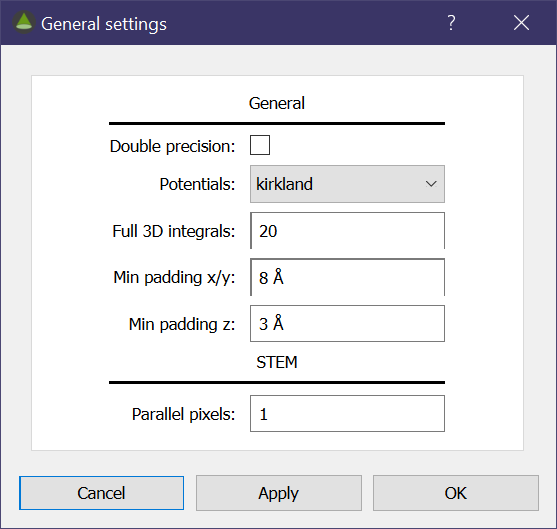 General settings
?
General
Double precision:
Potentials: kirkland
Full 3D integrals: 20
Min padding x/y: 8 Å
Min padding z: 3 Å
STEM
Parallel pixels: 1
Cancel Apply OK